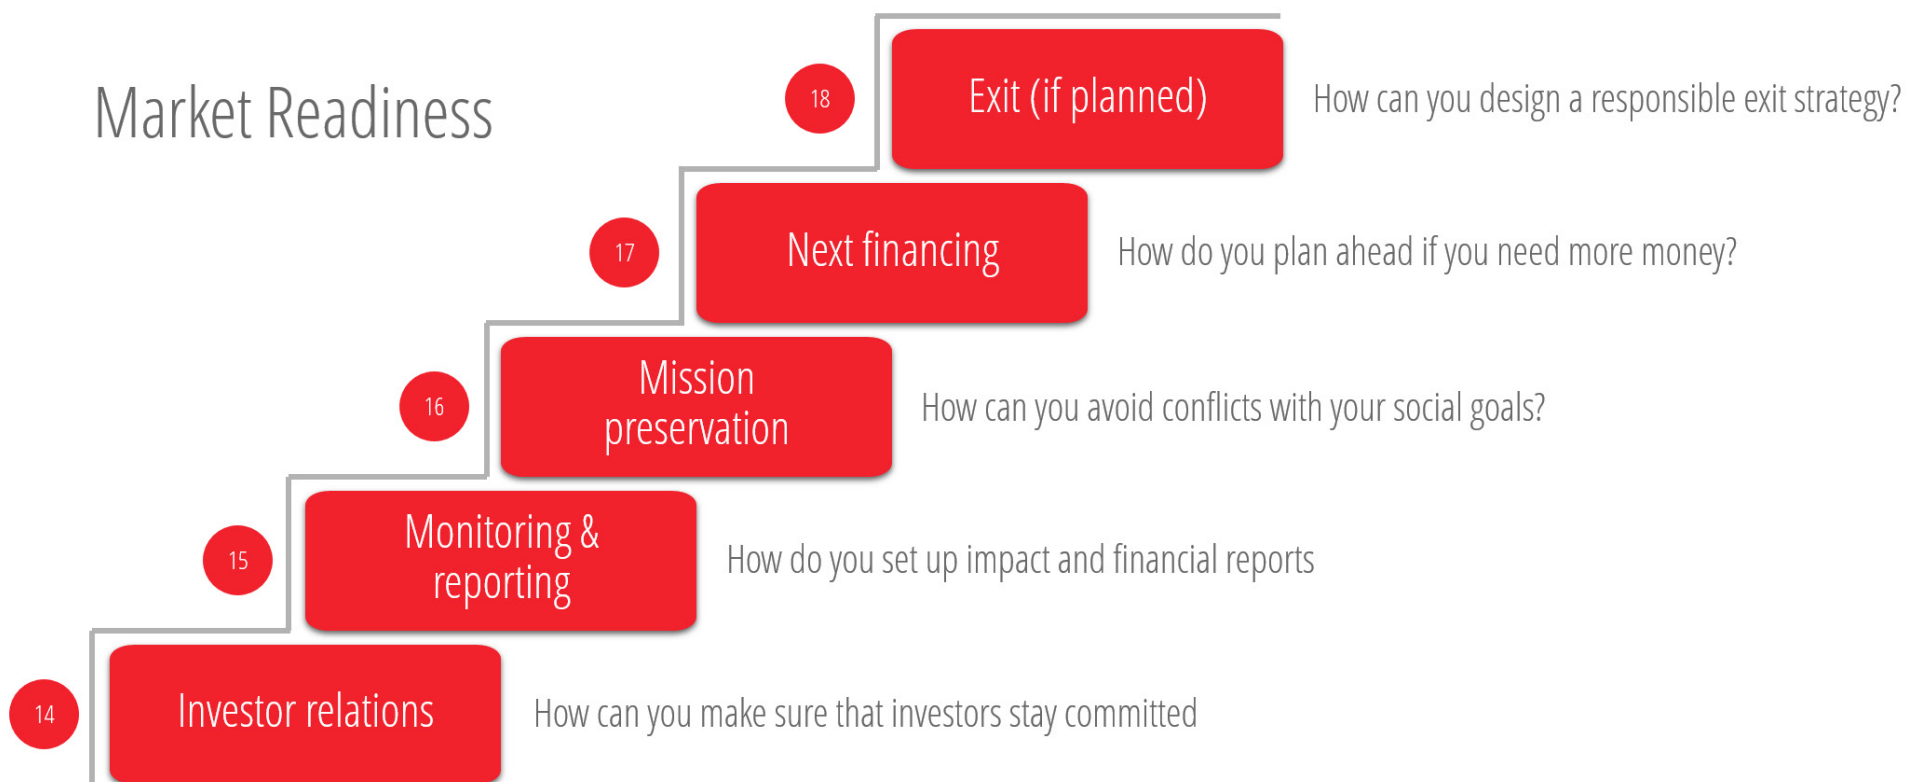 Market Readiness
18
Exit (if planned)
How can you design a responsible exit strategy?
17
Next financing
How do you plan ahead if you need more money?
16
Mission
preservation
How can you avoid conflicts with your social goals?
15
Monitoring &
reporting
How do you set up impact and financial reports
14
Investor relations
How can you make sure that investors stay committed